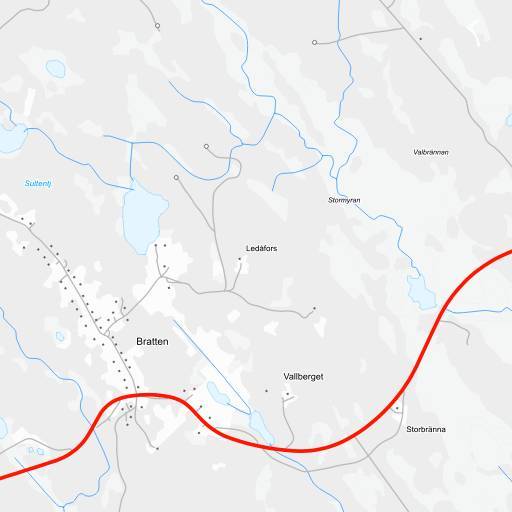 Valbrännan
Sultentj
Stormyran
Ledåfors
Bratten
Vallberget
Storbränna